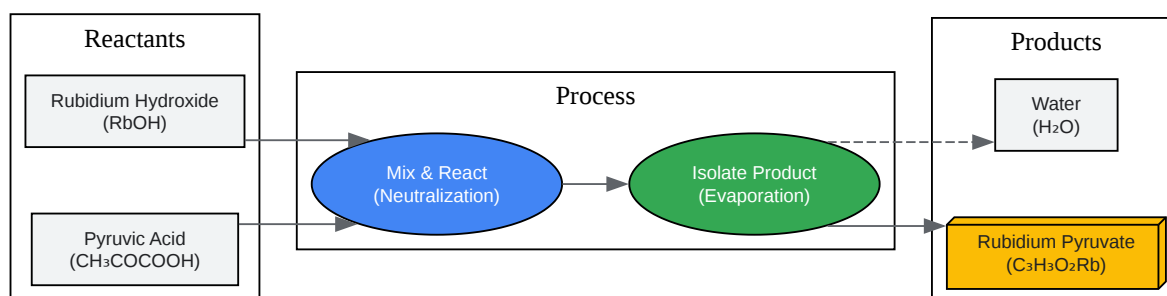 Reactants
Rubidium Hydroxide
(RbOH)
Pyruvic Acid
(CH₃COCOOH)
Process
Mix & React
(Neutralization)
Isolate Product
(Evaporation)
Products
Water
(H₂O)
Rubidium Pyruvate
(C₃H₃O₂Rb)